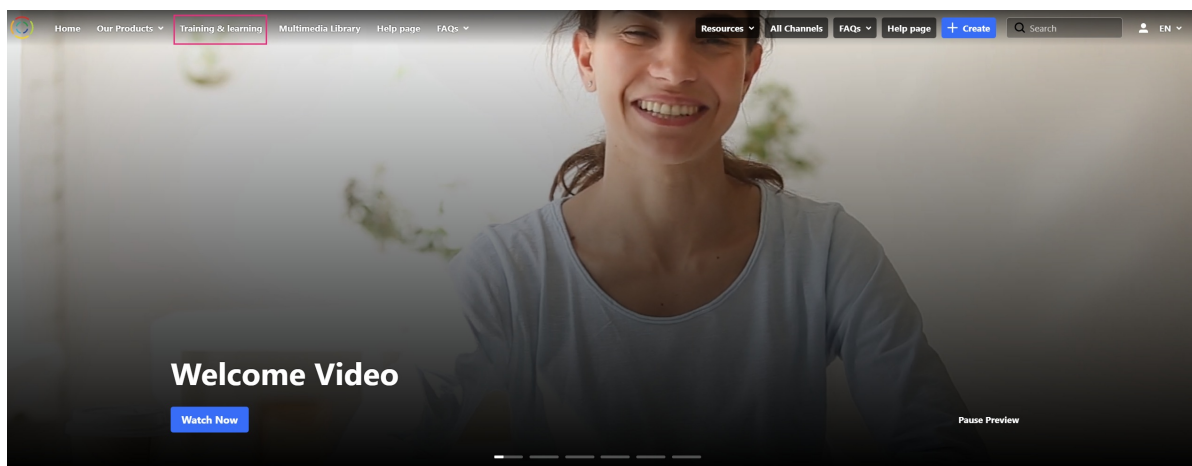 Home Our Products Training & learning Multimedia Library Help page FAQs Resources All Channels FAQs Help page + Create Search EN
Welcome Video
Watch Now
Pause Preview